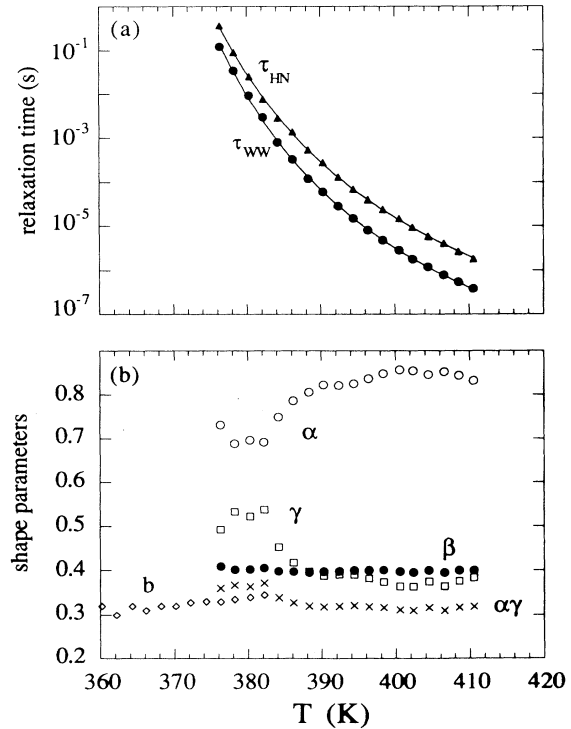 (a)
relaxation time (s)
10^-1
10^-3
10^-5
10^-7
τ_HN
τ_WW
(b)
shape parameters
0.8
0.7
0.6
0.5
0.4
0.3
0.2
α
γ
β
b
αγ
360 370 380 390 400 410 420
T (K)